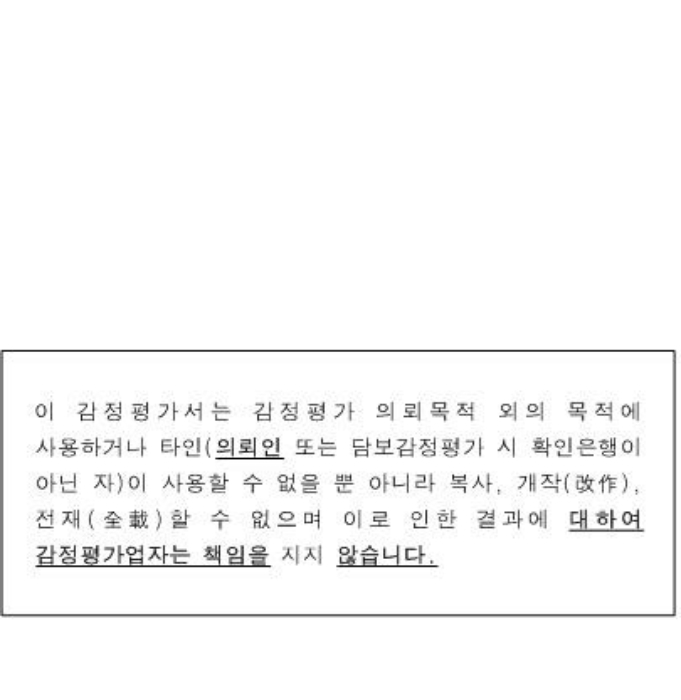 이 감정평가서는 감정평가 의뢰목적 외의 목적에
사용하거나 타인(의뢰인 또는 담보감정평가 시 확인은행이
아닌 자)이 사용할 수 없을 뿐 아니라 복사, 개작(改作),
전재(全載)할 수 없으며 이로 인한 결과에 대하여
감정평가업자는 책임을 지지 않습니다.